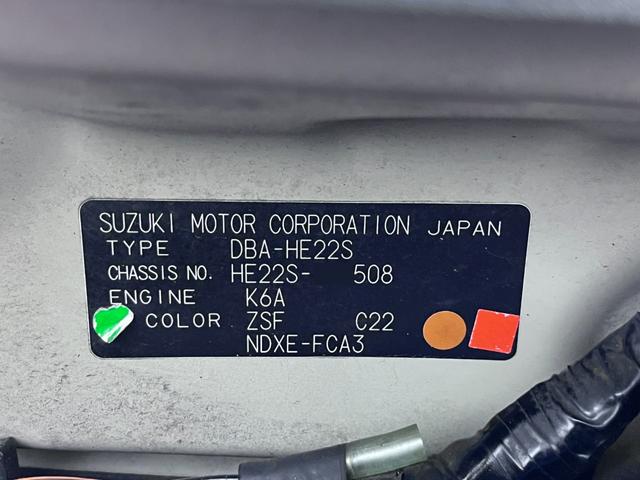 SUZUKI MOTOR CORPORATION JAPAN
TYPE DBA-HE22S
CHASSIS NO. HE22S- 508
ENGINE K6A
COLOR ZSF C22
NDXE-FCA3